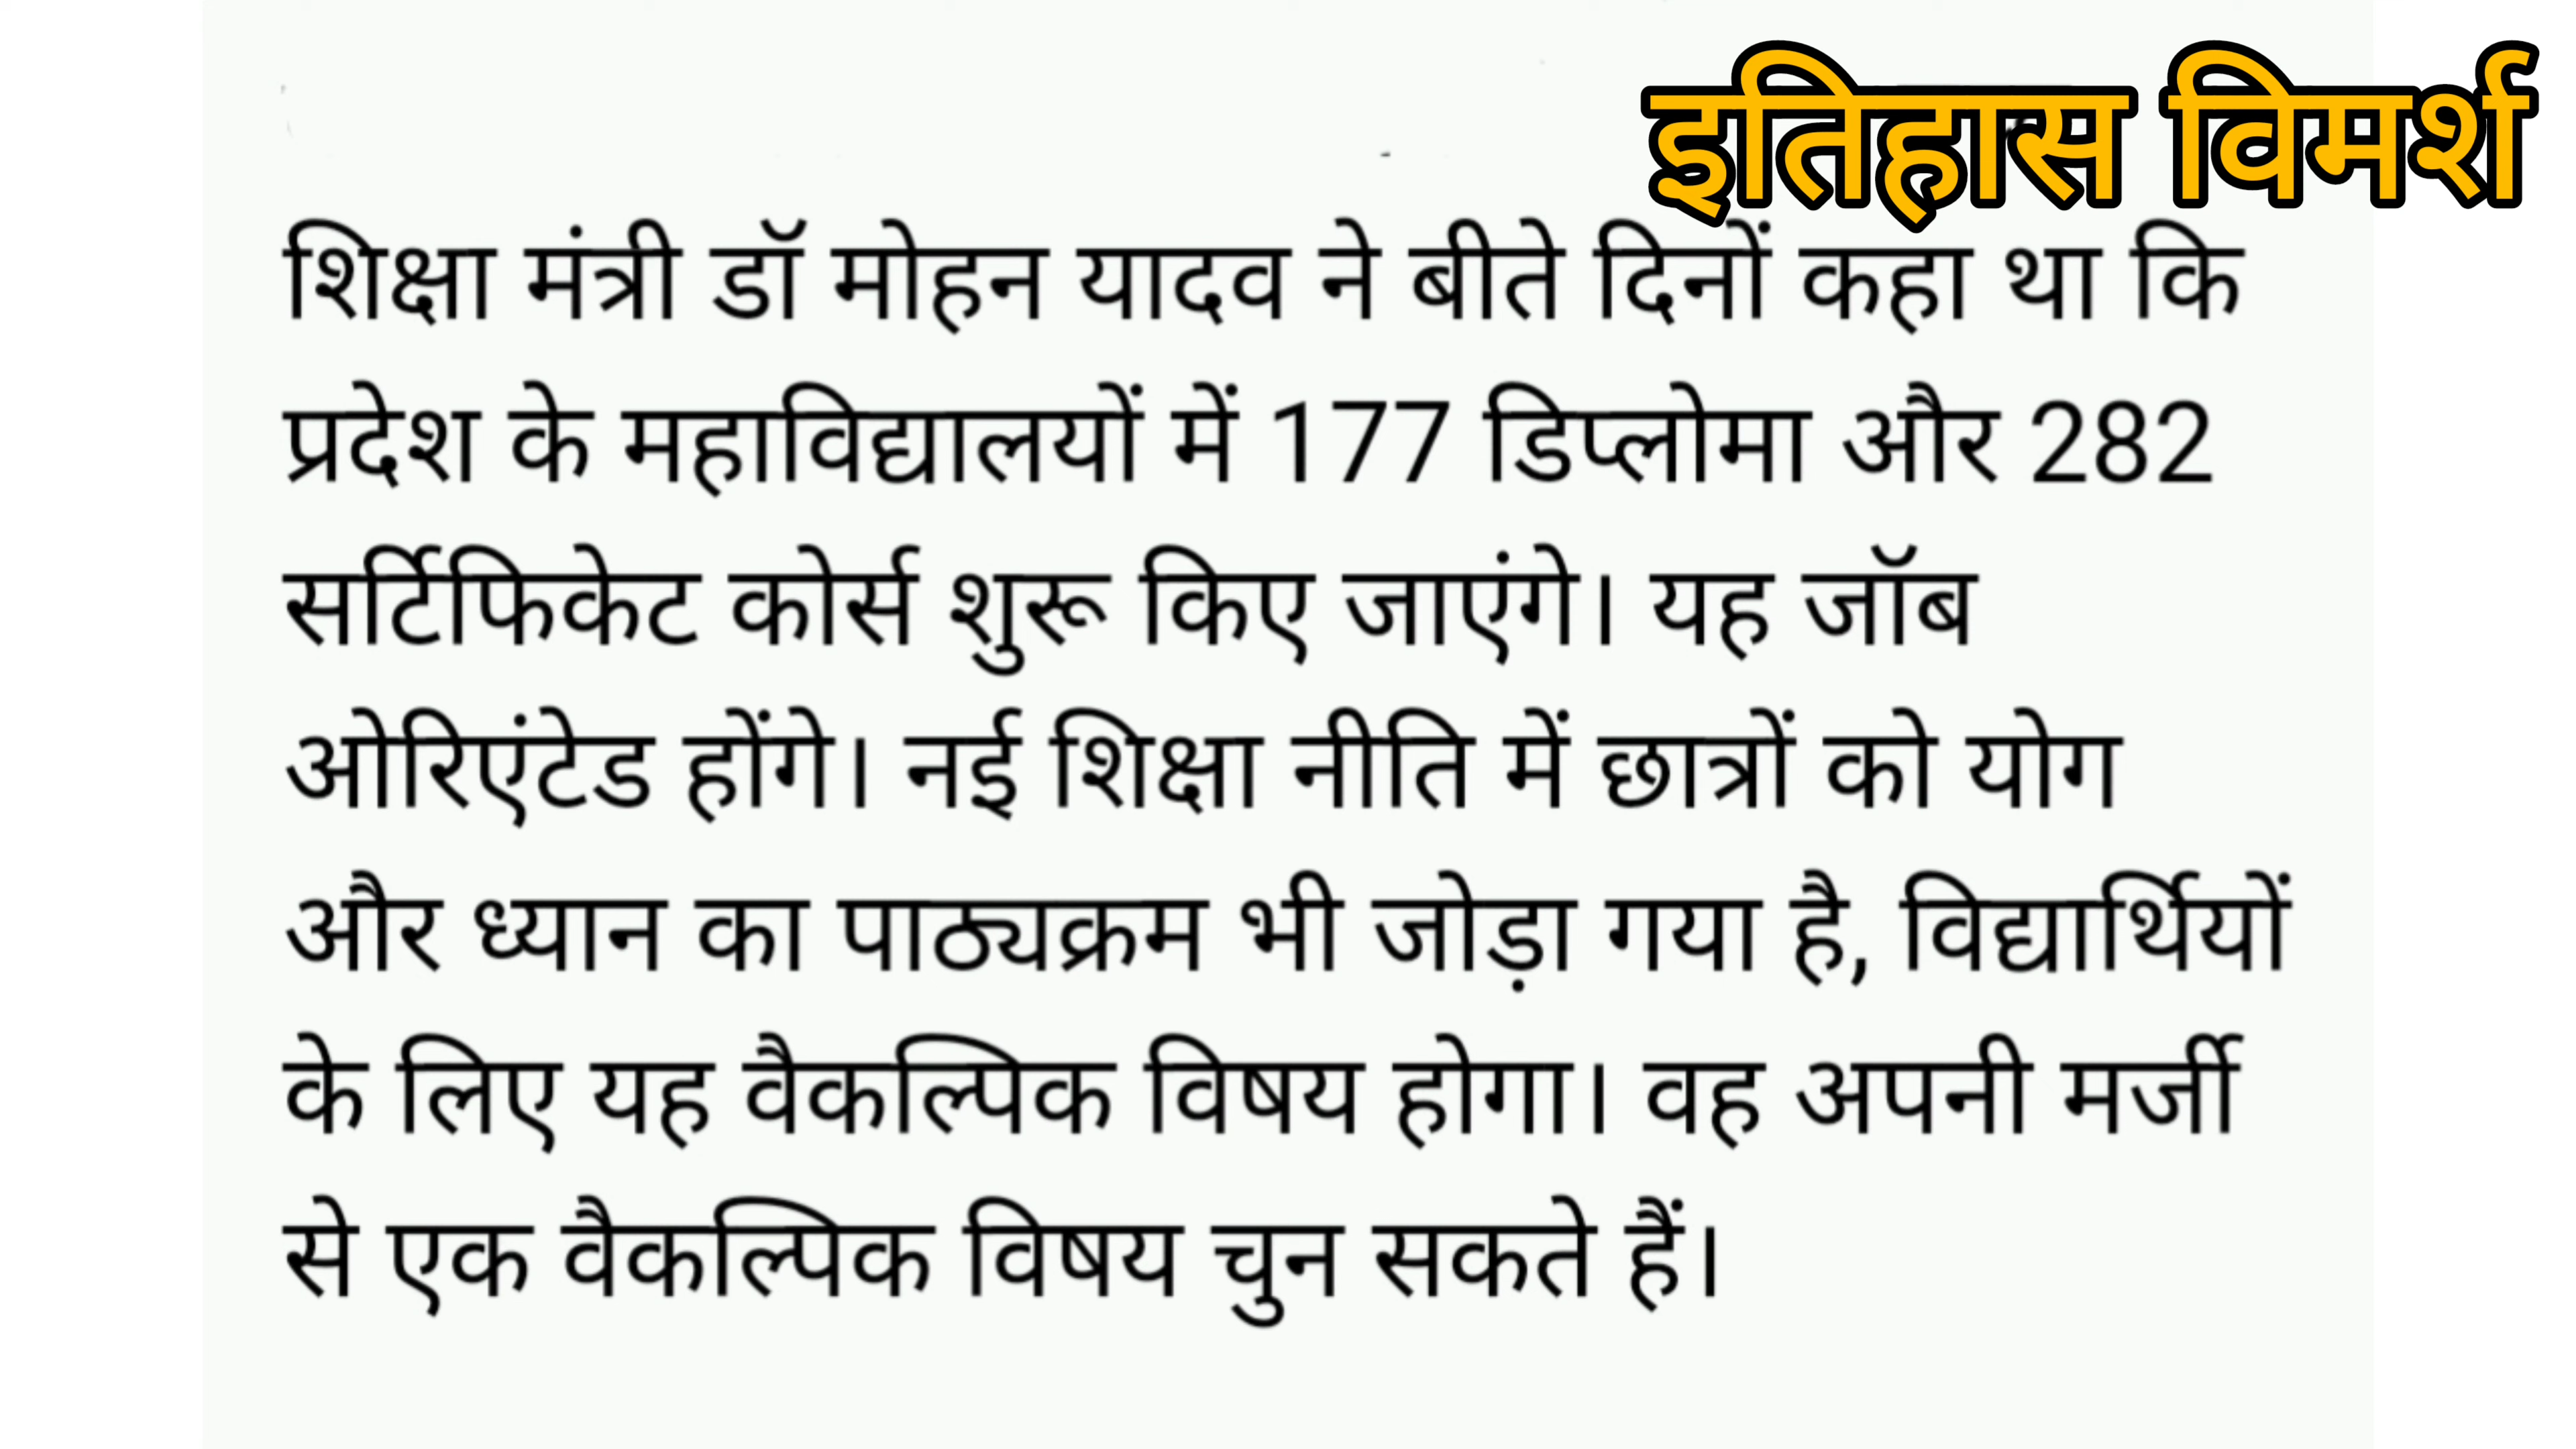 इतिहास विमर्श
शिक्षा मंत्री डॉ मोहन यादव ने बीते दिनों कहा था कि
प्रदेश के महाविद्यालयों में 177 डिप्लोमा और 282
सर्टिफिकेट कोर्स शुरू किए जाएंगे। यह जॉब
ओरिएंटेड होंगे। नई शिक्षा नीति में छात्रों को योग
और ध्यान का पाठ्यक्रम भी जोड़ा गया है, विद्यार्थियों
के लिए यह वैकल्पिक विषय होगा। वह अपनी मर्जी
से एक वैकल्पिक विषय चुन सकते हैं।